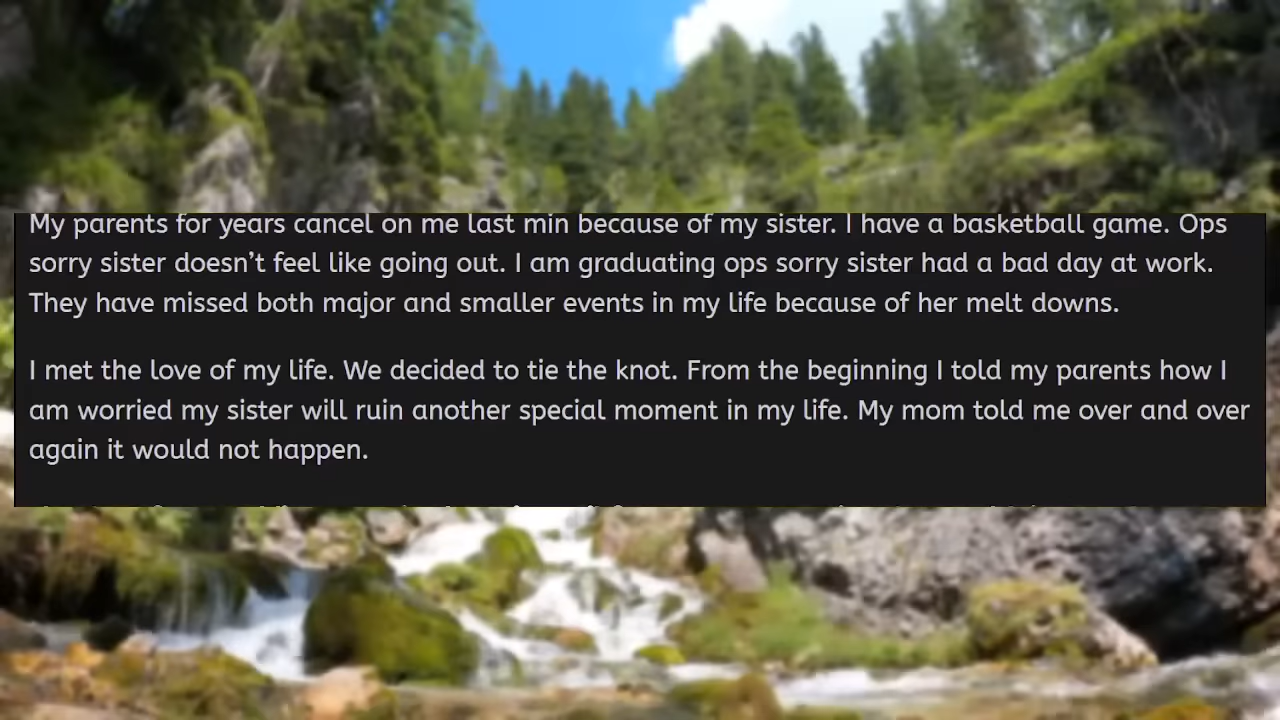 My parents for years cancel on me last min because of my sister. I have a basketball game. Ops
sorry sister doesn’t feel like going out. I am graduating ops sorry sister had a bad day at work.
They have missed both major and smaller events in my life because of her melt downs.
I met the love of my life. We decided to tie the knot. From the beginning I told my parents how I
am worried my sister will ruin another special moment in my life. My mom told me over and over
again it would not happen.